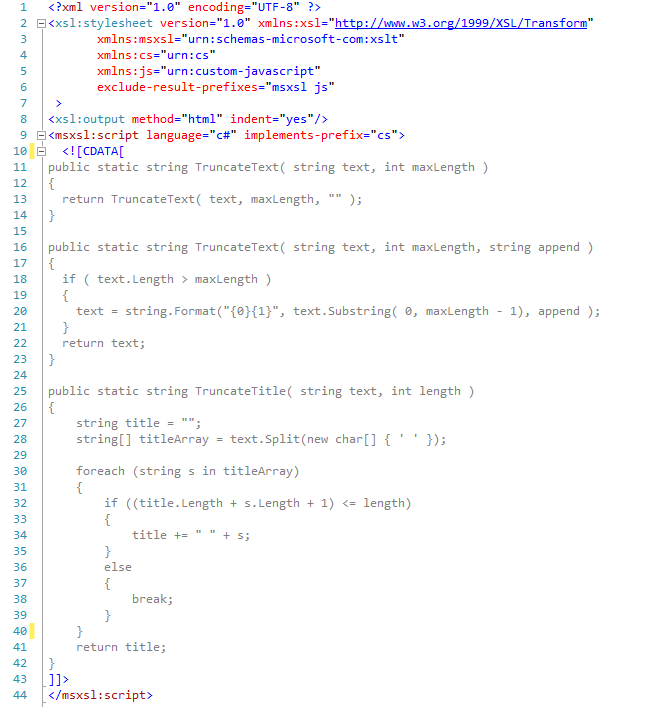 1 <?xml version="1.0" encoding="UTF-8" ?>
2 <xsl:stylesheet version="1.0" xmlns:xsl="http://www.w3.org/1999/XSL/Transform"
3 xmlns:msxsl="urn:schemas-microsoft-com:xslt"
4 xmlns:cs="urn:cs"
5 xmlns:js="urn:custom-javascript"
6 exclude-result-prefixes="msxsl js"
7 >
8 <xsl:output method="html" indent="yes"/>
9 <msxsl:script language="c#" implements-prefix="cs">
10 <![CDATA[
11 public static string TruncateText( string text, int maxLength )
12 {
13 return TruncateText( text, maxLength, "" );
14 }
15
16 public static string TruncateText( string text, int maxLength, string append )
17 {
18 if ( text.Length > maxLength )
19 {
20 text = string.Format("{0}{1}", text.Substring( 0, maxLength - 1), append );
21 }
22 return text;
23 }
24
25 public static string TruncateTitle( string text, int length )
26 {
27 string title = "";
28 string[] titleArray = text.Split(new char[] { ' ' });
29
30 foreach (string s in titleArray)
31 {
32 if ((title.Length + s.Length + 1) <= length)
33 {
34 title += " " + s;
35 }
36 else
37 {
38 break;
39 }
40 }
41 return title;
42 }
43 ]]>
44 </msxsl:script>